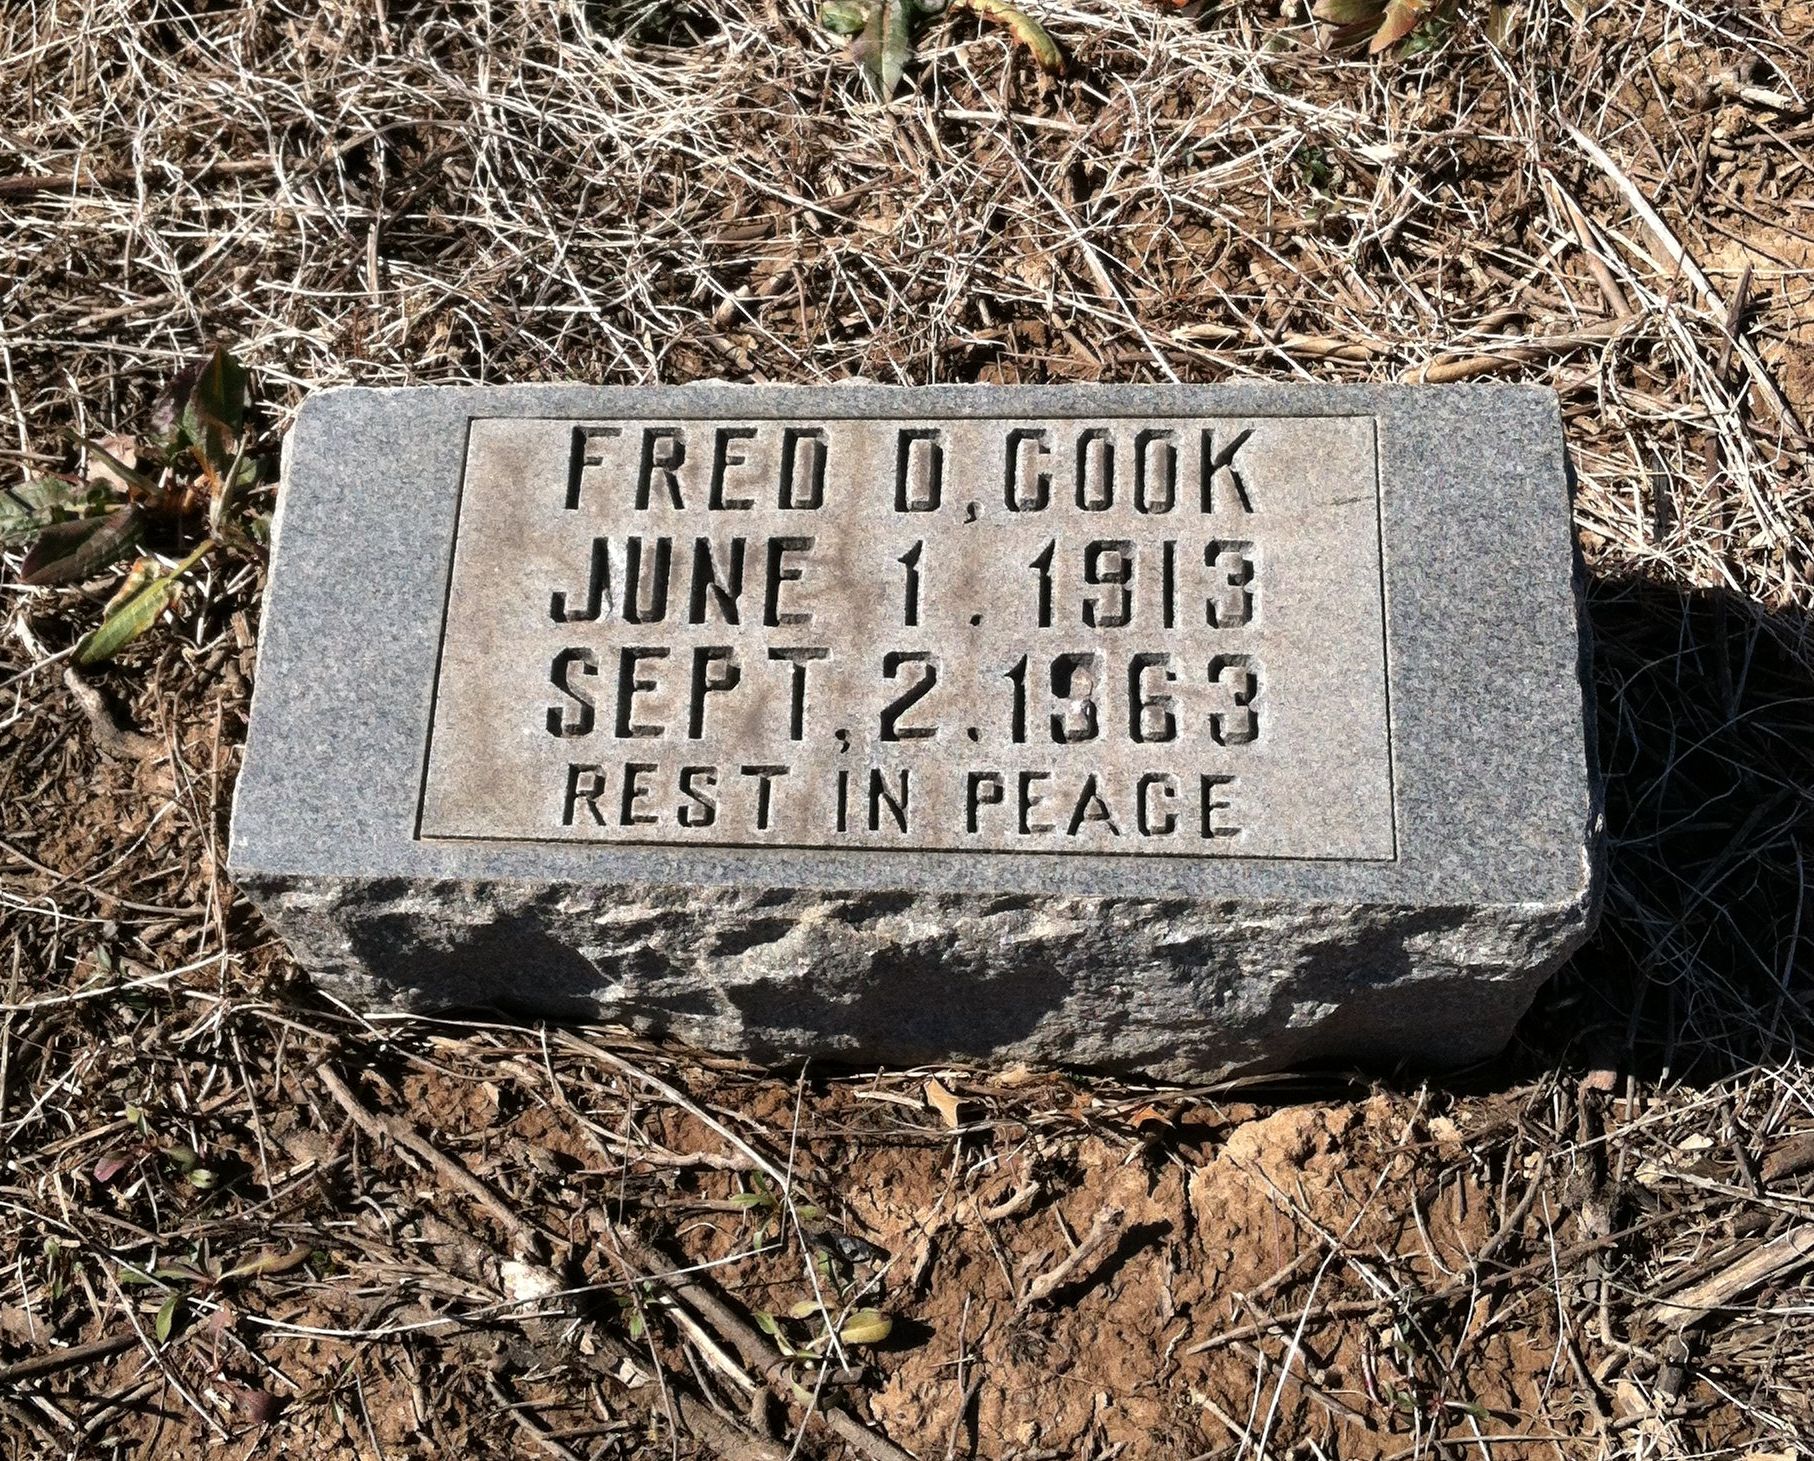 FRED D, COOK
JUNE 1. 1913
SEPT, 2. 1963
REST IN PEACE